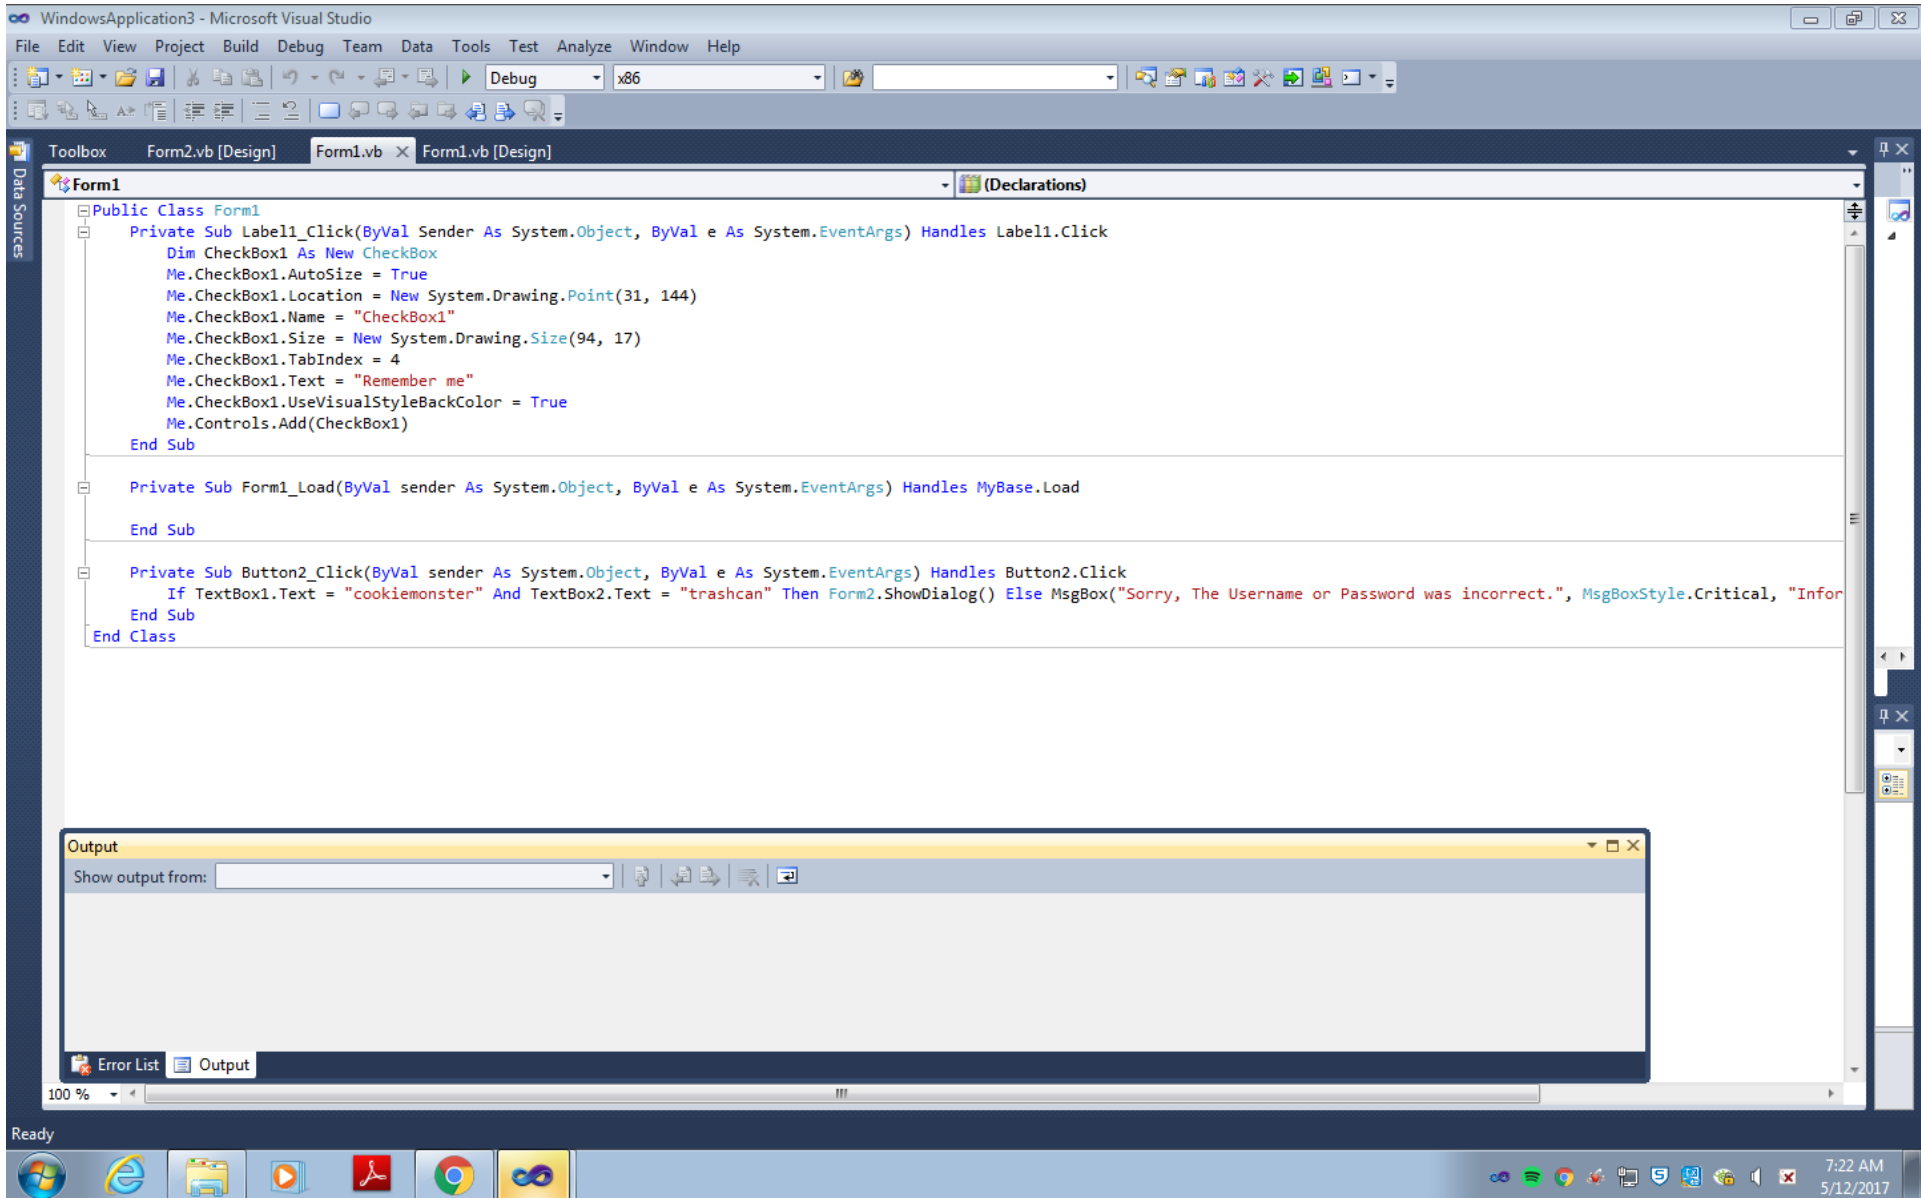 WindowsApplication3 - Microsoft Visual Studio
File Edit View Project Build Debug Team Data Tools Test Analyze Window Help
Debug x86
Toolbox Form2.vb [Design] Form1.vb Form1.vb [Design]
Data Sources
Form1 (Declarations)
Public Class Form1
Private Sub Label1_Click(ByVal Sender As System.Object, ByVal e As System.EventArgs) Handles Label1.Click
Dim CheckBox1 As New CheckBox
Me.CheckBox1.AutoSize = True
Me.CheckBox1.Location = New System.Drawing.Point(31, 144)
Me.CheckBox1.Name = "CheckBox1"
Me.CheckBox1.Size = New System.Drawing.Size(94, 17)
Me.CheckBox1.TabIndex = 4
Me.CheckBox1.Text = "Remember me"
Me.CheckBox1.UseVisualStyleBackColor = True
Me.Controls.Add(CheckBox1)
End Sub
Private Sub Form1_Load(ByVal sender As System.Object, ByVal e As System.EventArgs) Handles MyBase.Load
End Sub
Private Sub Button2_Click(ByVal sender As System.Object, ByVal e As System.EventArgs) Handles Button2.Click
If TextBox1.Text = "cookiemonster" And TextBox2.Text = "trashcan" Then Form2.ShowDialog() Else MsgBox("Sorry, The Username or Password was incorrect.", MsgBoxStyle.Critical, "Infor
End Sub
End Class
Output
Show output from:
Error List Output
100 %
Ready
7:22 AM
5/12/2017